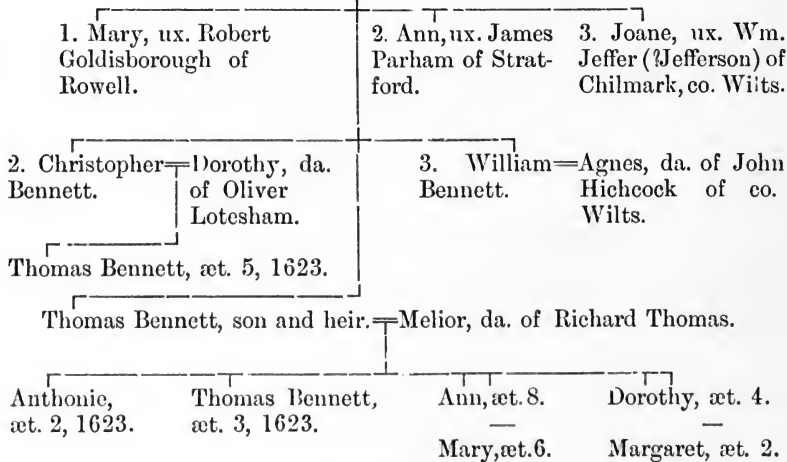 1. Mary, ux. Robert
Goldisborough of
Rowell.
2. Ann, ux. James
Parham of Strat-
ford.
3. Joane, ux. Wm.
Jeffer (?Jefferson) of
Chilmark, co. Wilts.
2. Christopher
Bennett.
Dorothy, da.
of Oliver
Lotesham.
3. William
Bennett.
Agnes, da. of John
Hichcock of co.
Wilts.
Thomas Bennett, æt. 5, 1623.
Thomas Bennett, son and heir.=Melior, da. of Richard Thomas.
Anthonie,
æt. 2, 1623.
Thomas Bennett,
æt. 3, 1623.
Ann, æt. 8.
Mary, æt. 6.
Dorothy, æt. 4.
Margaret, æt. 2.